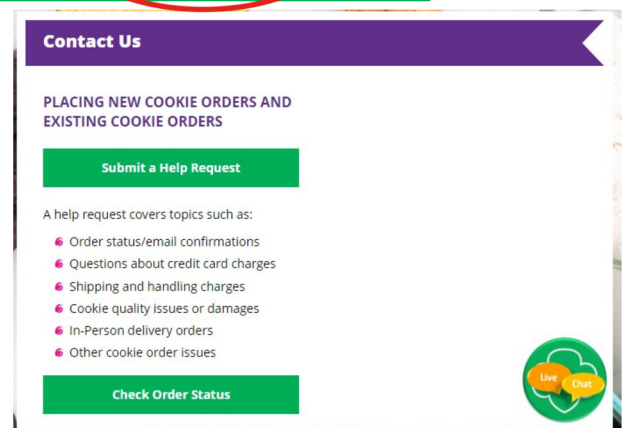 Contact Us
PLACING NEW COOKIE ORDERS AND
EXISTING COOKIE ORDERS
Submit a Help Request
A help request covers topics such as:
Order status/email confirmations
Questions about credit card charges
Shipping and handling charges
Cookie quality issues or damages
In-Person delivery orders
Other cookie order issues
Live
Chat
Check Order Status